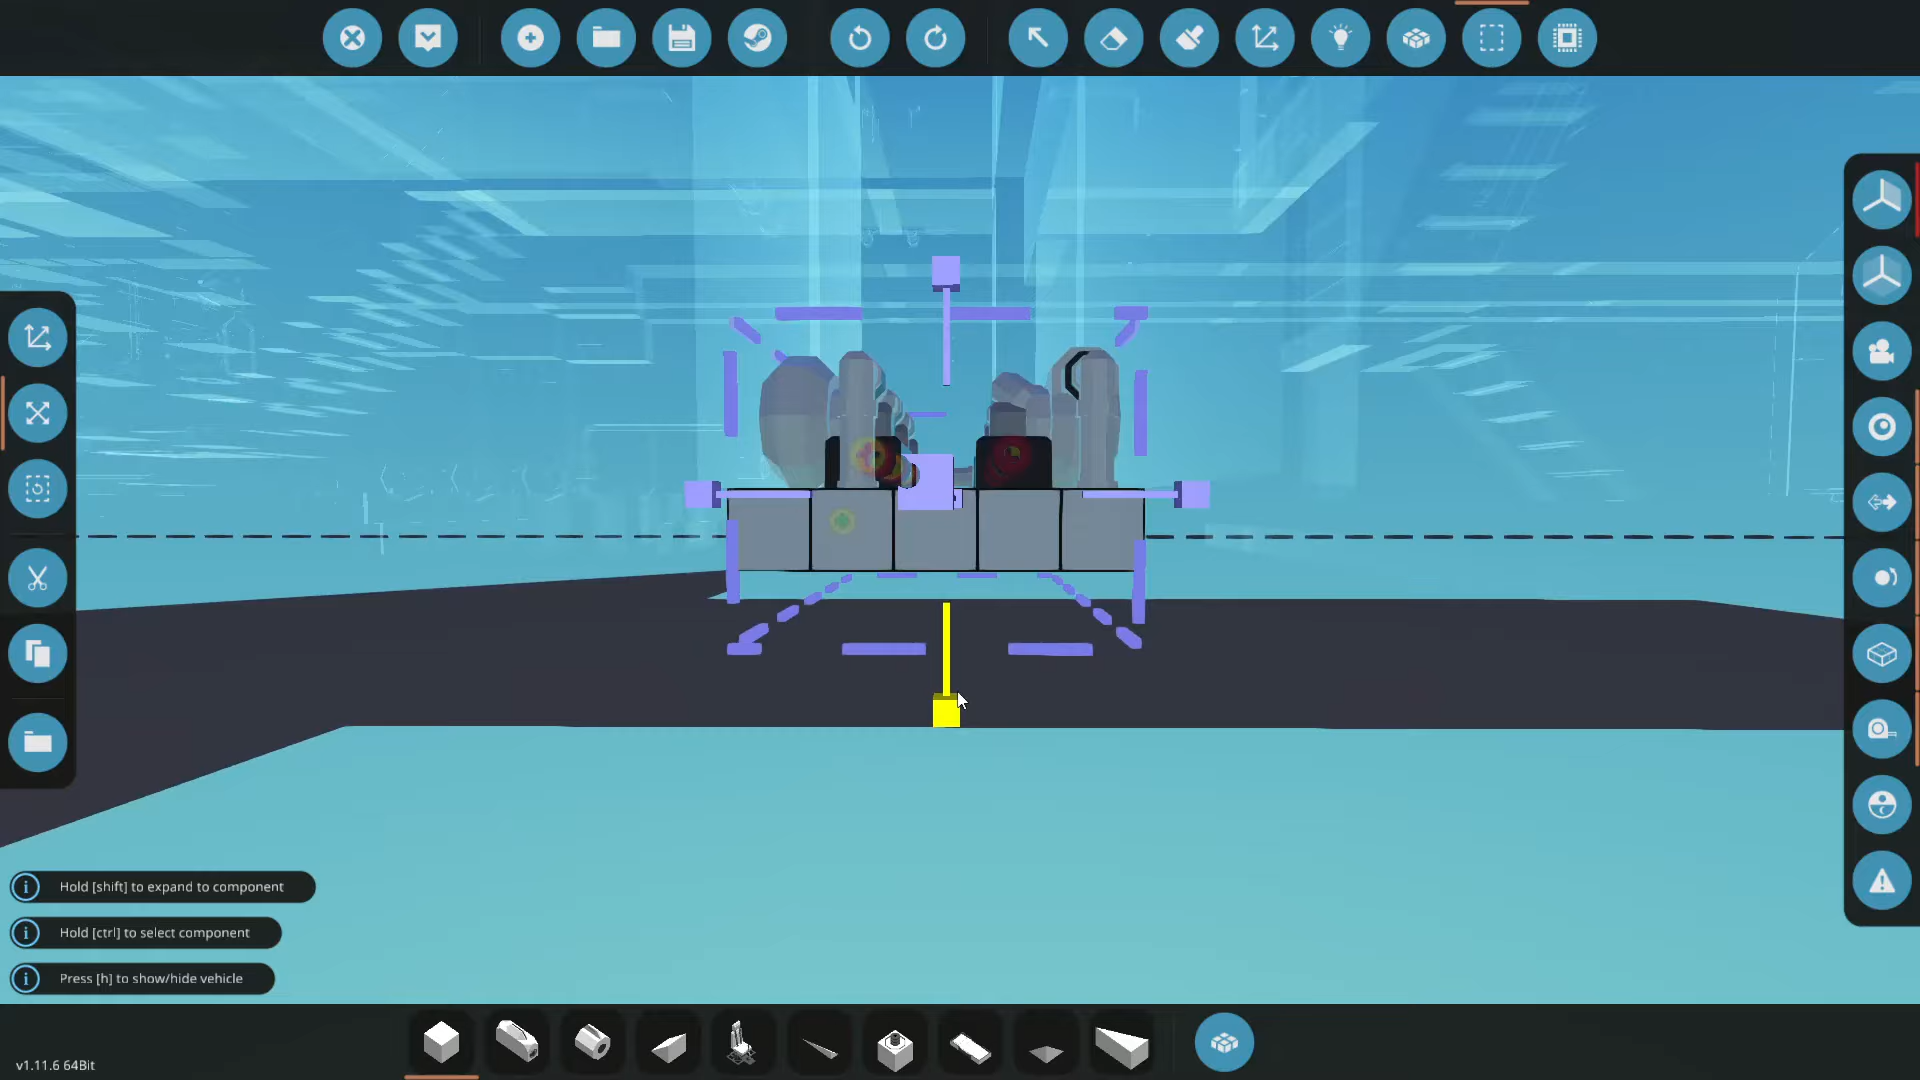 Hold [shift] to expand to component
Hold [ctrl] to select component
Press [h] to show/hide vehicle
v1.11.6 64Bit